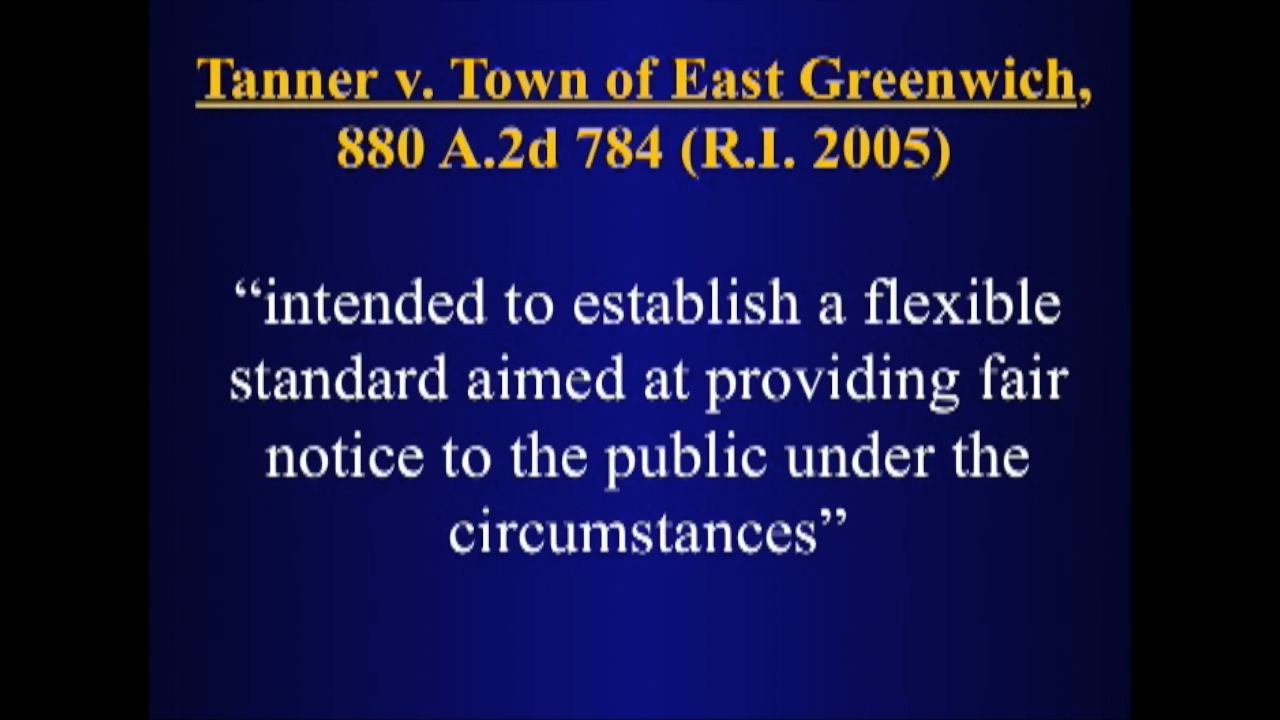 Tanner v. Town of East Greenwich,
880 A.2d 784 (R.I. 2005)
“intended to establish a flexible
standard aimed at providing fair
notice to the public under the
circumstances”